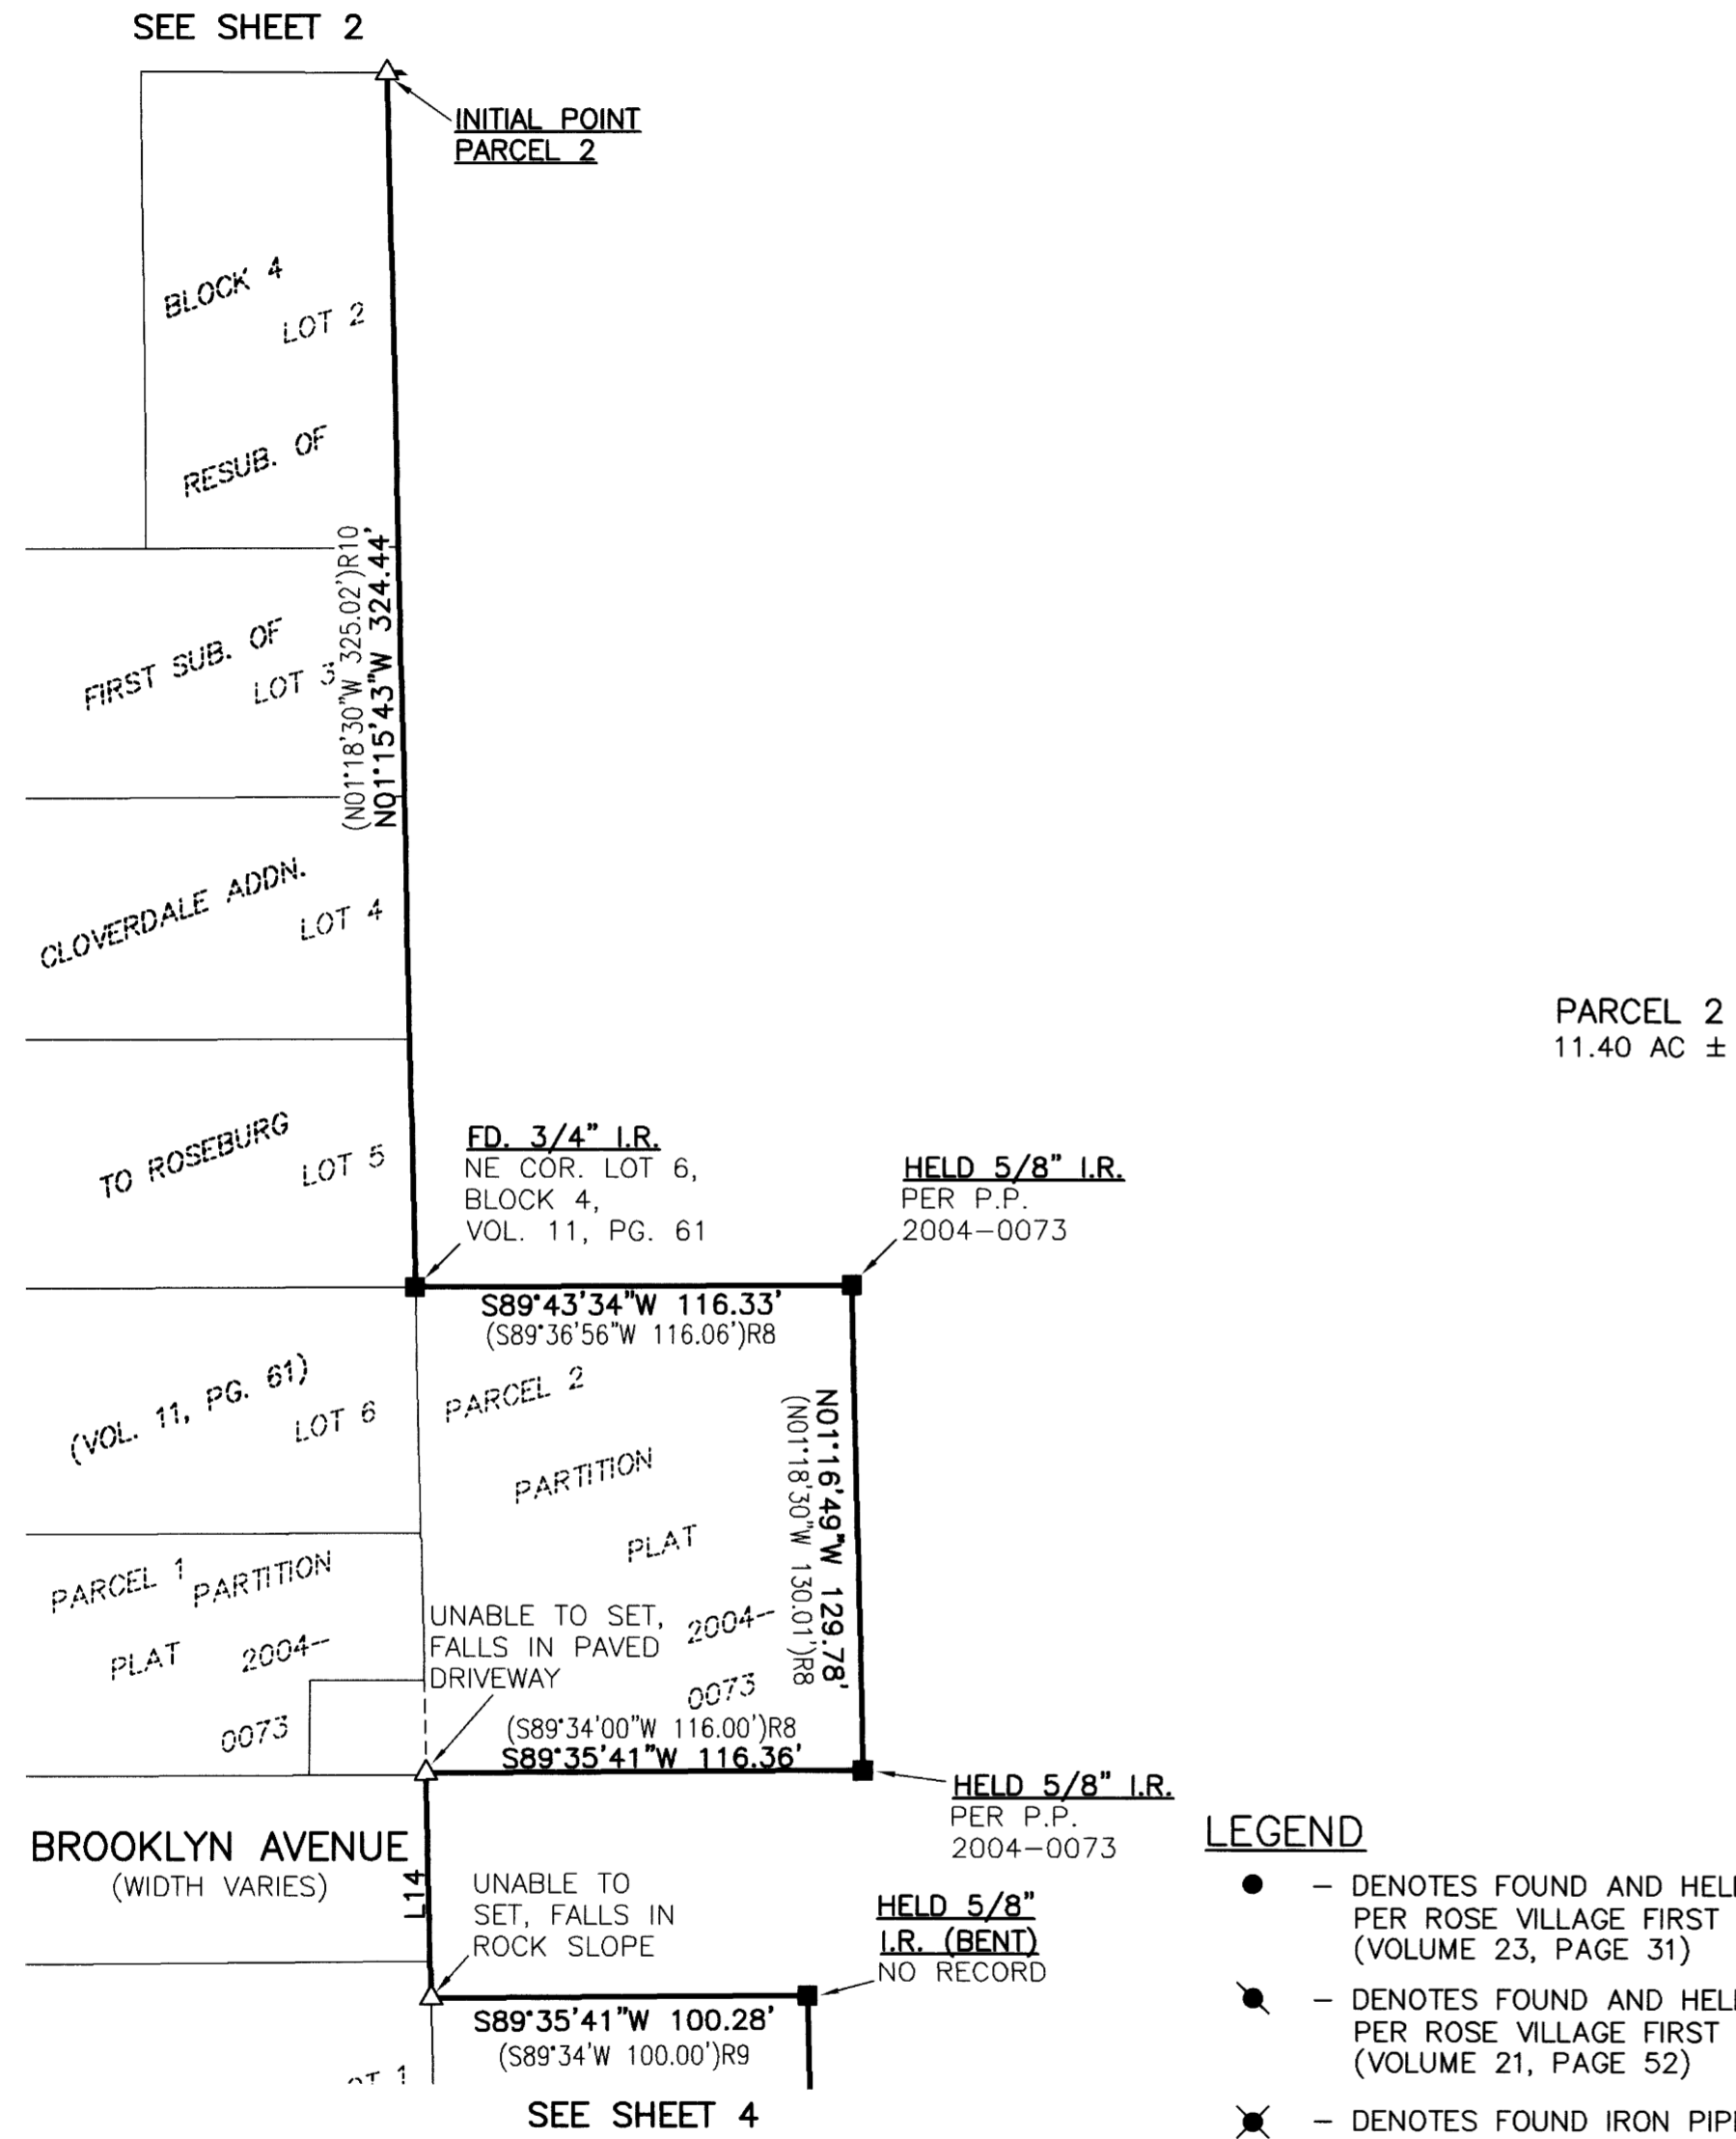 SEE SHEET 2
INITIAL POINT
PARCEL 2
BLOCK 4
LOT 2
RESUB. OF
(N01°18'30"W 325.02')R10
N01°15'43"W 324.44'
FIRST SUB. OF
LOT 3
CLOVERDALE ADDN.
LOT 4
PARCEL 2
11.40 AC ±
TO ROSEBURG
LOT 5
FD. 3/4" I.R.
NE COR. LOT 6,
BLOCK 4,
VOL. 11, PG. 61
HELD 5/8" I.R.
PER P.P.
2004-0073
S89°43'34"W 116.33'
(S89°36'56"W 116.06')R8
(VOL. 11, PG. 61)
LOT 6
PARCEL 2
PARTITION
PLAT
2004-
0073
N01°16'49"W 129.78'
(N01°18'30"W 130.01')R8
PARCEL 1 PARTITION
PLAT 2004-
0073
UNABLE TO SET,
FALLS IN PAVED
DRIVEWAY
(S89°34'00"W 116.00')R8
S89°35'41"W 116.36'
HELD 5/8" I.R.
PER P.P.
2004-0073
BROOKLYN AVENUE
(WIDTH VARIES)
L14
UNABLE TO
SET, FALLS IN
ROCK SLOPE
HELD 5/8"
I.R. (BENT)
NO RECORD
S89°35'41"W 100.28'
(S89°34'W 100.00')R9
1
SEE SHEET 4
LEGEND
– DENOTES FOUND AND HEL
PER ROSE VILLAGE FIRST
(VOLUME 23, PAGE 31)
– DENOTES FOUND AND HEL
PER ROSE VILLAGE FIRST
(VOLUME 21, PAGE 52)
– DENOTES FOUND IRON PIP